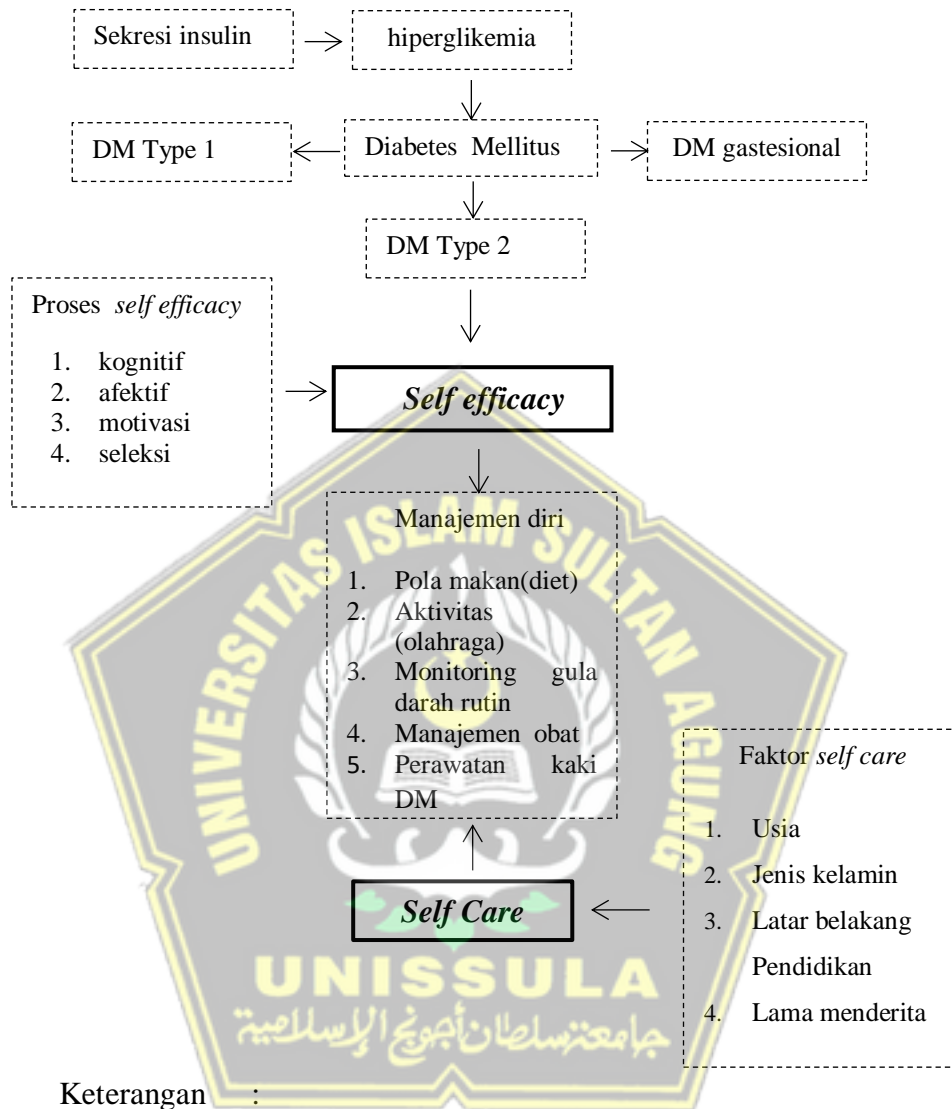 Sekresi insulin
hiperglikemia
DM Type 1
Diabetes Mellitus
DM gastesional
DM Type 2
Proses self efficacy
1. kognitif
2. afektif
3. motivasi
4. seleksi
Self efficacy
Manajemen diri
1. Pola makan(diet)
2. Aktivitas
(olahraga)
3. Monitoring gula
darah rutin
4. Manajemen obat
5. Perawatan kaki
DM
Faktor self care
1. Usia
2. Jenis kelamin
3. Latar belakang
Pendidikan
4. Lama menderita
Self Care
UNIVERSITAS ISLAM SULTAN AGUNG
UNISSULA
جامعة سلطان أجونج الإسلامية
Keterangan :